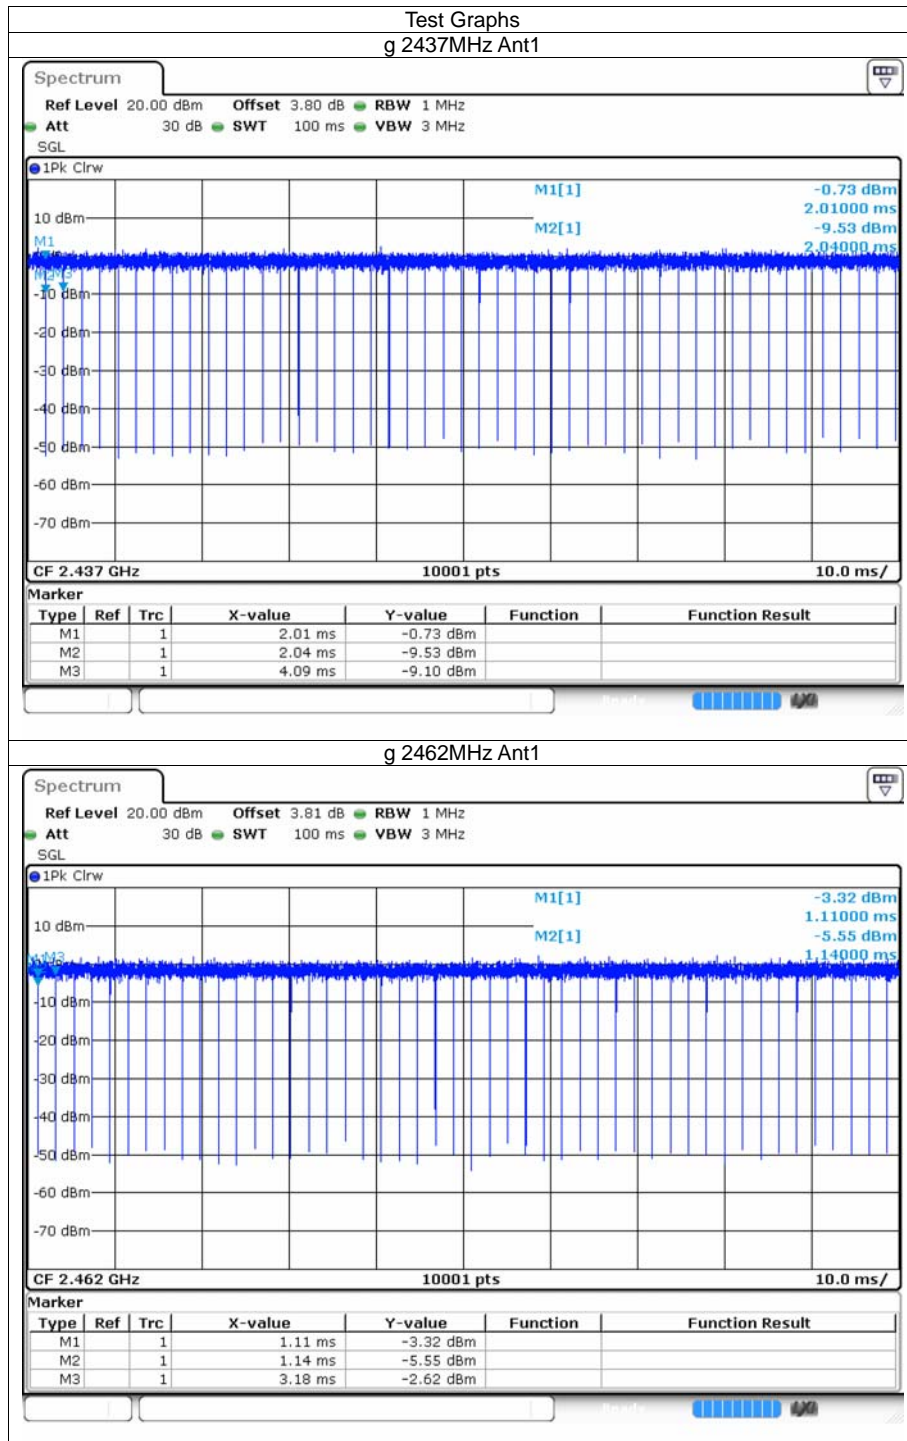 Test Graphs
g 2437MHz Ant1
Spectrum
Ref Level 20.00 dBm Offset 3.80 dB RBW 1 MHz
Att 30 dB SWT 100 ms VBW 3 MHz
SGL
1Pk Clrw
M1[1] -0.73 dBm
2.01000 ms
10 dBm
M2[1] -9.53 dBm
2.04000 ms
M1
M3
-10 dBm
-20 dBm
-30 dBm
-40 dBm
-50 dBm
-60 dBm
-70 dBm
CF 2.437 GHz 10001 pts 10.0 ms/
Marker
Type Ref Trc X-value Y-value Function Function Result
M1 1 2.01 ms -0.73 dBm
M2 1 2.04 ms -9.53 dBm
M3 1 4.09 ms -9.10 dBm
g 2462MHz Ant1
Spectrum
Ref Level 20.00 dBm Offset 3.81 dB RBW 1 MHz
Att 30 dB SWT 100 ms VBW 3 MHz
SGL
1Pk Clrw
M1[1] -3.32 dBm
1.11000 ms
10 dBm
M2[1] -5.55 dBm
1.14000 ms
M3
-10 dBm
-20 dBm
-30 dBm
-40 dBm
-50 dBm
-60 dBm
-70 dBm
CF 2.462 GHz 10001 pts 10.0 ms/
Marker
Type Ref Trc X-value Y-value Function Function Result
M1 1 1.11 ms -3.32 dBm
M2 1 1.14 ms -5.55 dBm
M3 1 3.18 ms -2.62 dBm